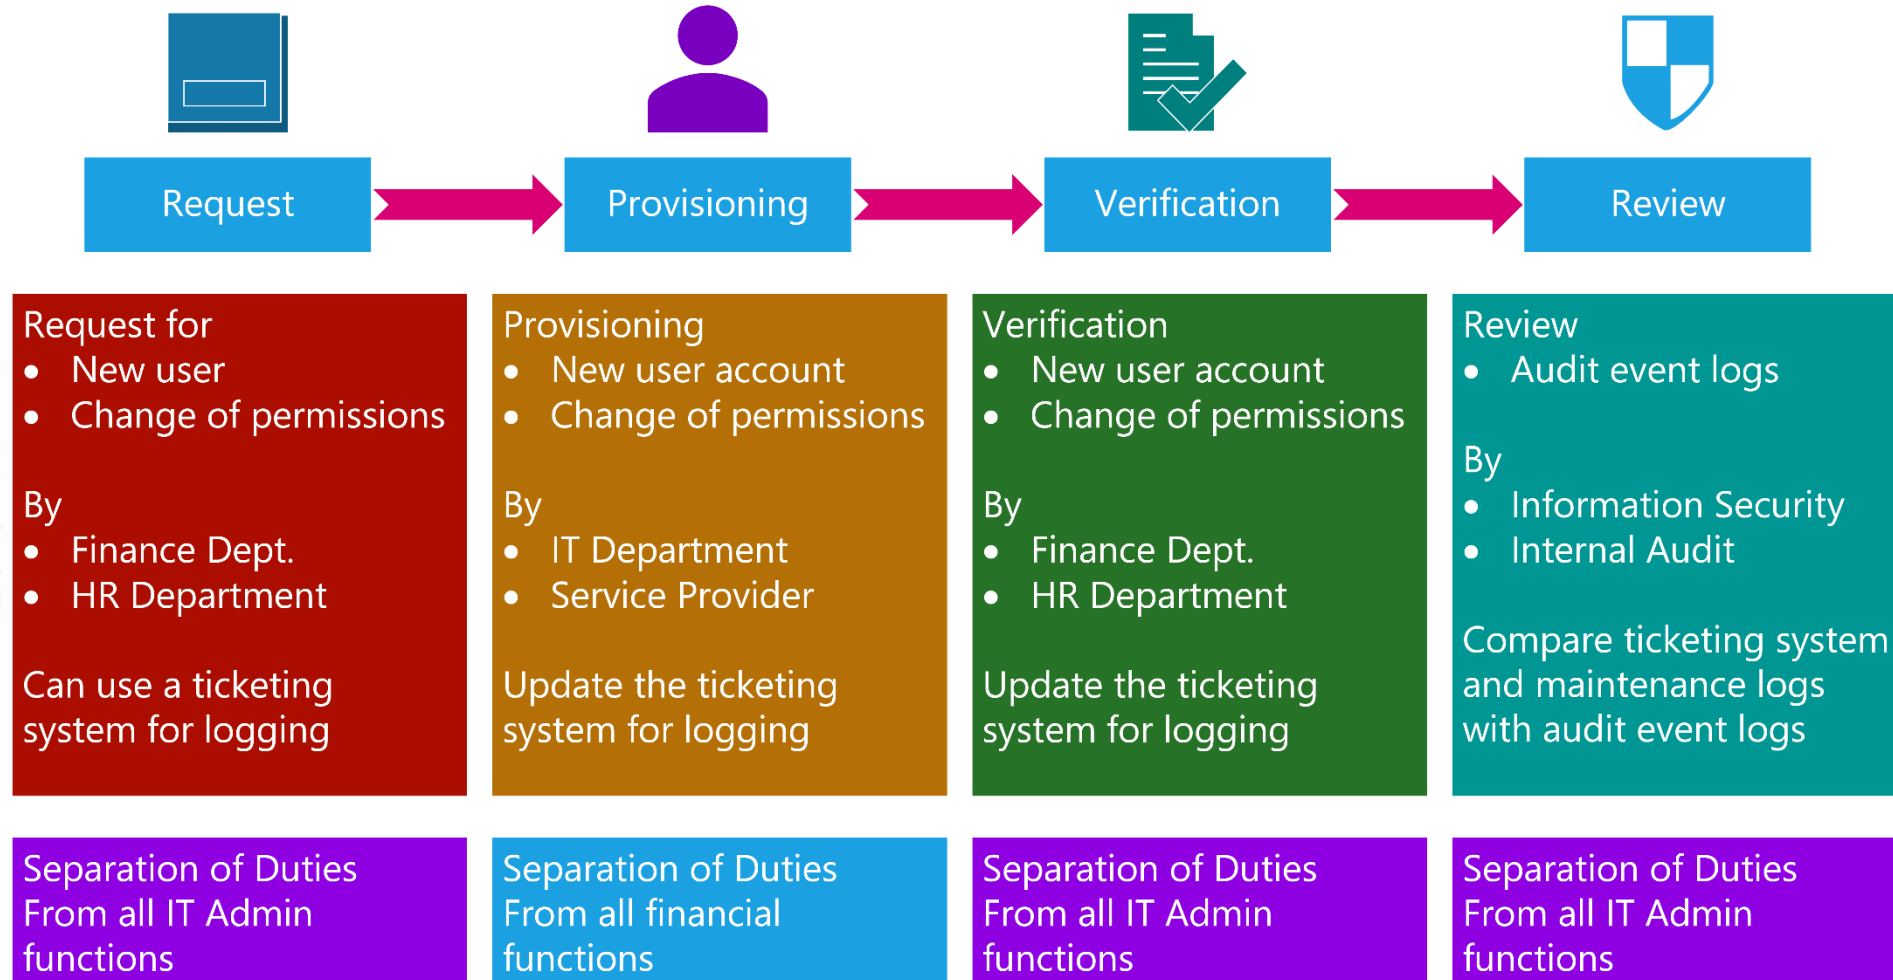 Request
Provisioning
Verification
Review
Request for
• New user
• Change of permissions
By
• Finance Dept.
• HR Department
Can use a ticketing
system for logging
Provisioning
• New user account
• Change of permissions
By
• IT Department
• Service Provider
Update the ticketing
system for logging
Verification
• New user account
• Change of permissions
By
• Finance Dept.
• HR Department
Update the ticketing
system for logging
Review
• Audit event logs
By
• Information Security
• Internal Audit
Compare ticketing system
and maintenance logs
with audit event logs
Separation of Duties
From all IT Admin
functions
Separation of Duties
From all financial
functions
Separation of Duties
From all IT Admin
functions
Separation of Duties
From all IT Admin
functions